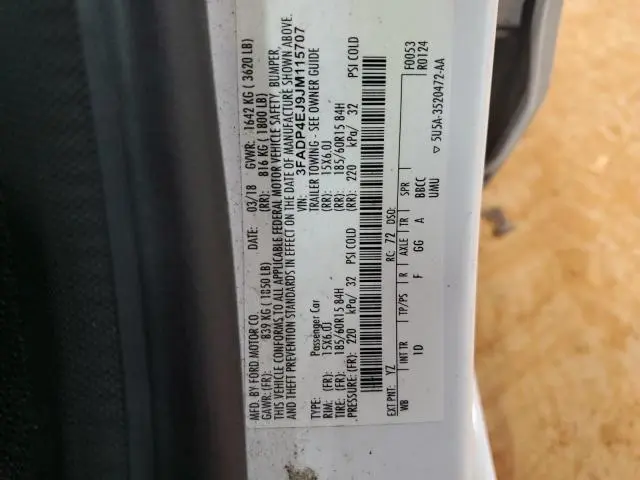 MFD. BY FORD MOTOR CO.
DATE: 03/18 GVWR: 1642 KG ( 3620 LB)
GAWR: (FR): 839 KG ( 1850 LB) (RR): 816 KG ( 1800 LB)
THIS VEHICLE CONFORMS TO ALL APPLICABLE FEDERAL MOTOR VEHICLE SAFETY, BUMPER,
AND THEFT PREVENTION STANDARDS IN EFFECT ON THE DATE OF MANUFACTURE SHOWN ABOVE.
VIN: 3FADP4EJ9JM115707
TYPE: Passenger Car TRAILER TOWING - SEE OWNER GUIDE
RIM: (FR): 15X6.0J (RR): 15X6.0J
TIRE: (FR): 185/60R15 84H (RR): 185/60R15 84H
PRESSURE: (FR): 220 kPa/ 32 PSI COLD (RR): 220 kPa/ 32 PSI COLD
EXT PNT: YZ RC: 72 DSO: F0053
WB INT TR TP/PS R AXLE TR SPR R0124
ID F GG A BBCC
UMU
▽ 5U5A-3520472-AA